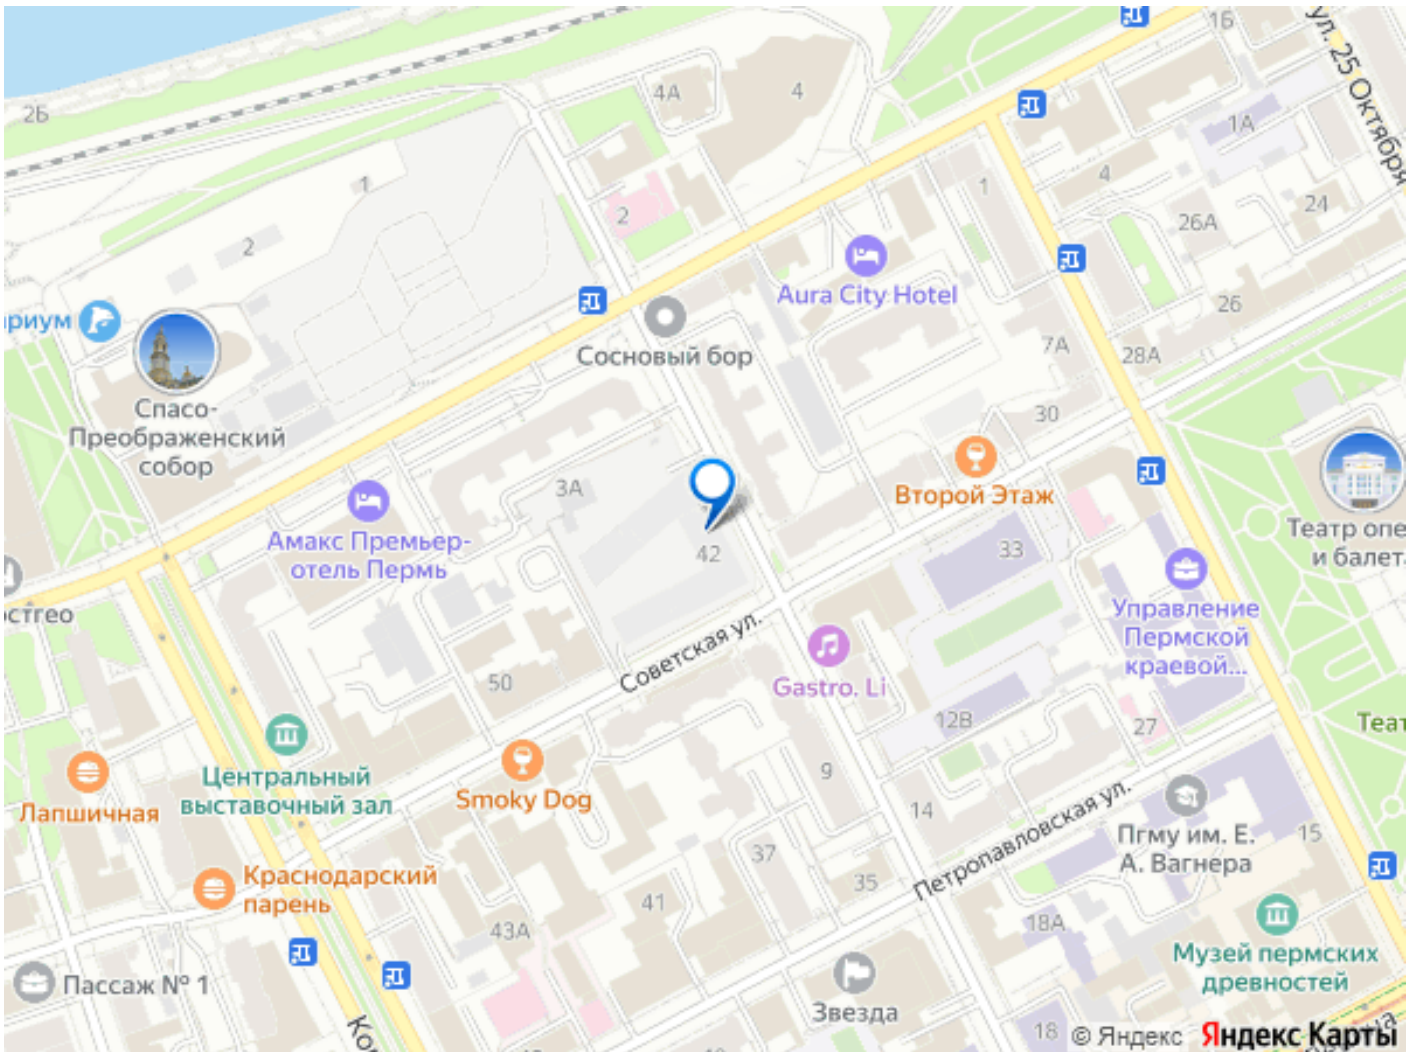 1Б
ул. 25 Октября
4А
4
2Б
1А
1
2
1
4
24
26А
2
Aura City Hotel
26
риум
Сосновый бор
7А
28А
Спасо-
Преображенский
собор
30
Второй Этаж
3А
Театр опе
и балет
Амакс Премьер-
отель Пермь
42
33
остгео
Управление
Пермской
краевой...
Советская ул.
Gastro. Li
50
12В
27
Теат
Центральный
выставочный зал
Smoky Dog
9
Лапшичная
14
Петропавловская ул.
Пгму им. Е.
А. Вагнера
15
37
35
Краснодарский
парень
41
43А
18А
Музей пермских
древностей
Пассаж № 1
Звезда
Ком
18
© Яндекс
Яндекс Карты